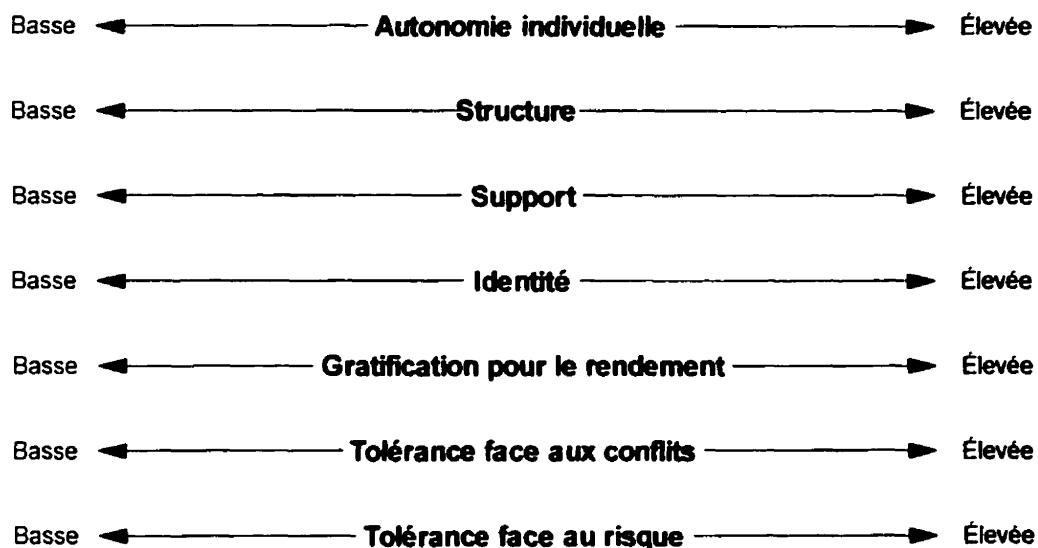 Basse Autonomie individuelle Élevée
Basse Structure Élevée
Basse Support Élevée
Basse Identité Élevée
Basse Gratification pour le rendement Élevée
Basse Tolérance face aux conflits Élevée
Basse Tolérance face au risque Élevée